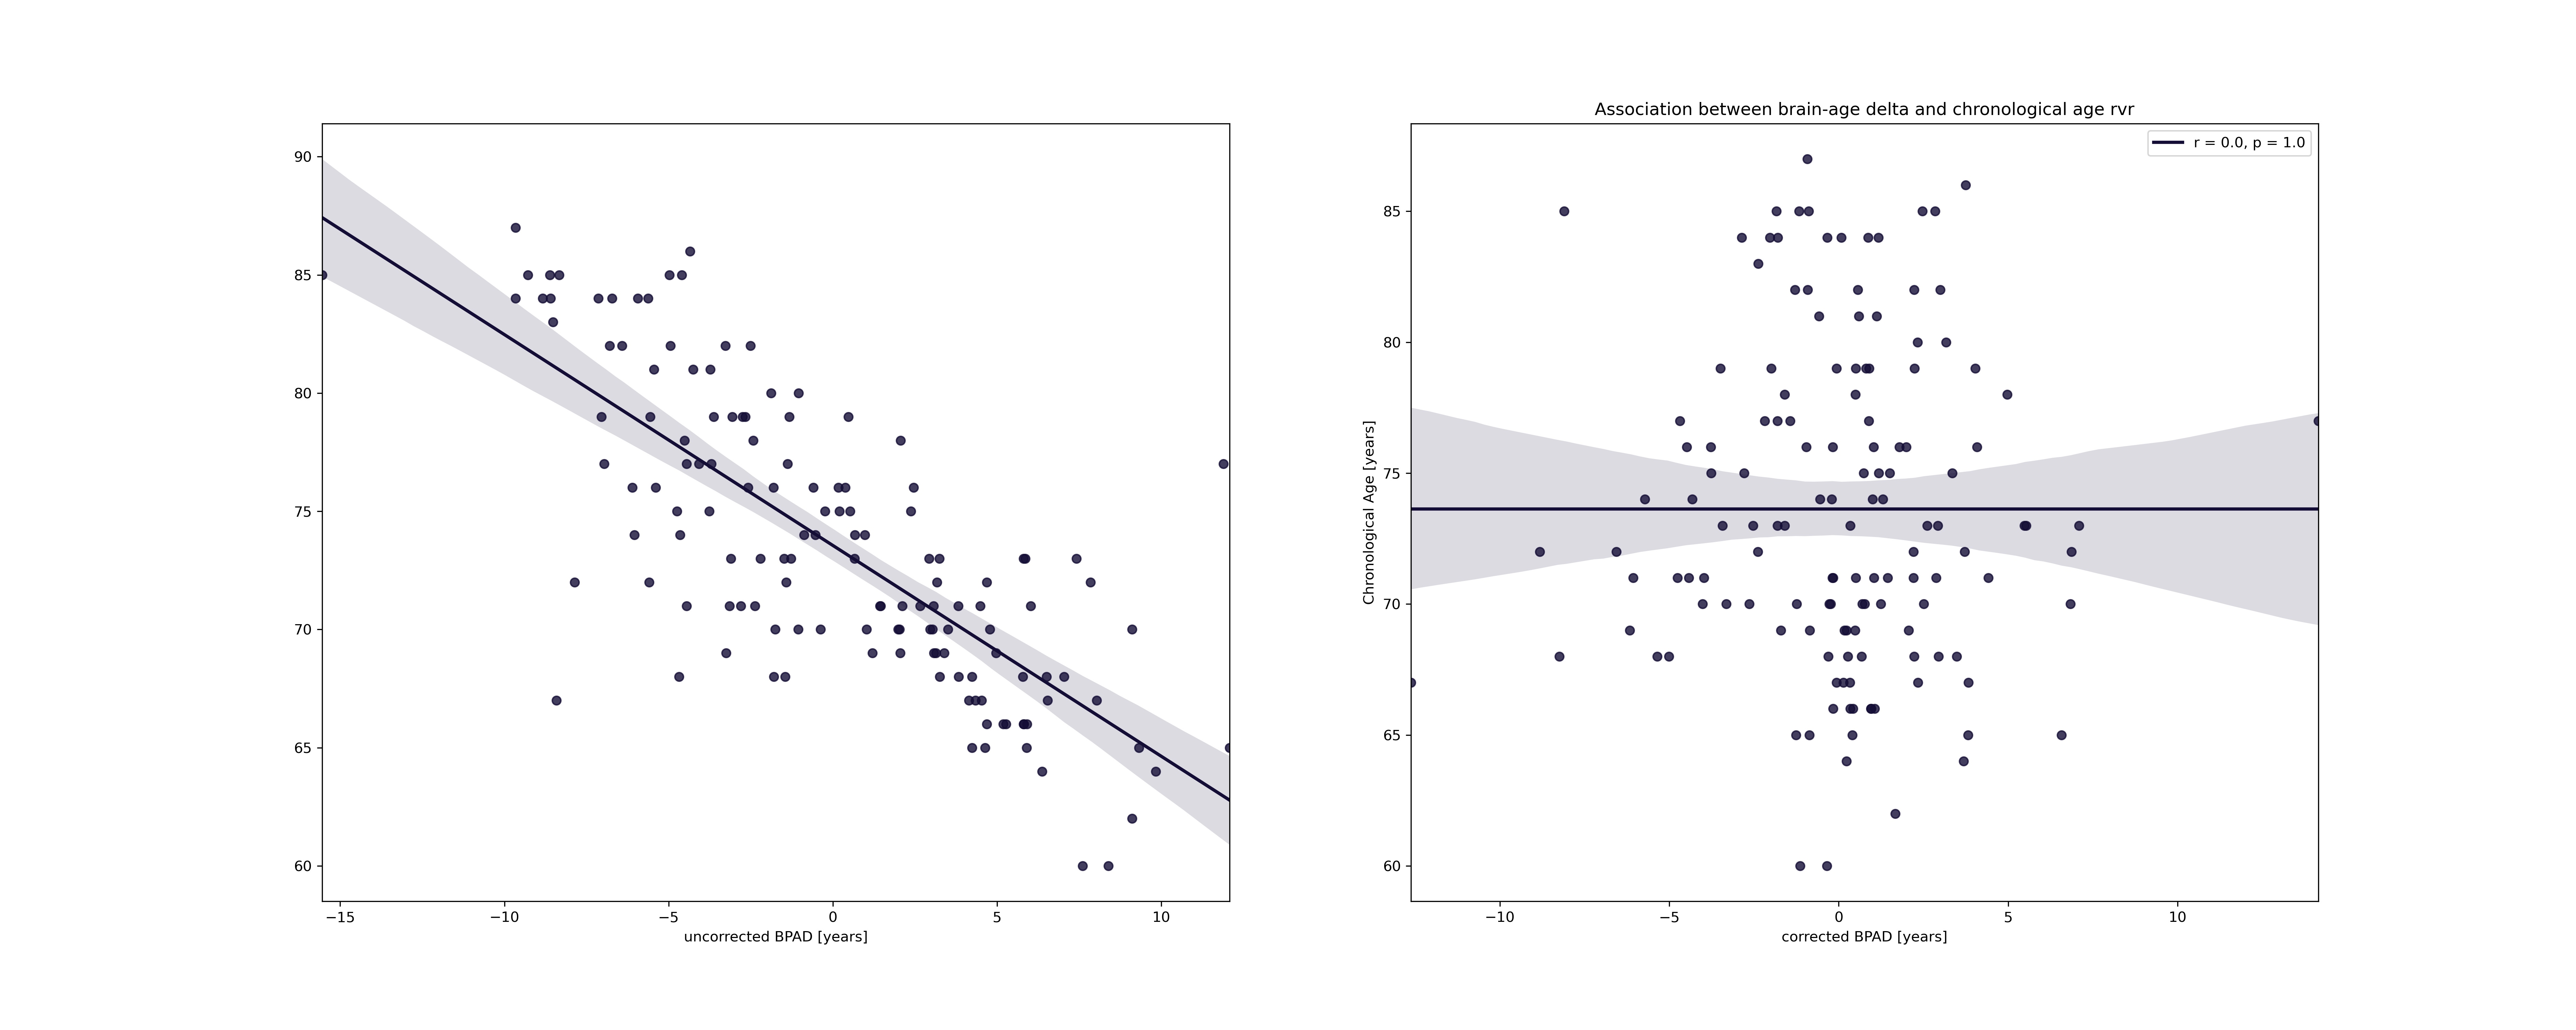 90
85
80
75
70
65
60
−15 −10 −5 0 5 10
uncorrected BPAD [years]
Association between brain-age delta and chronological age rvr
r = 0.0, p = 1.0
Chronological Age [years]
85
80
75
70
65
60
−10 −5 0 5 10
corrected BPAD [years]